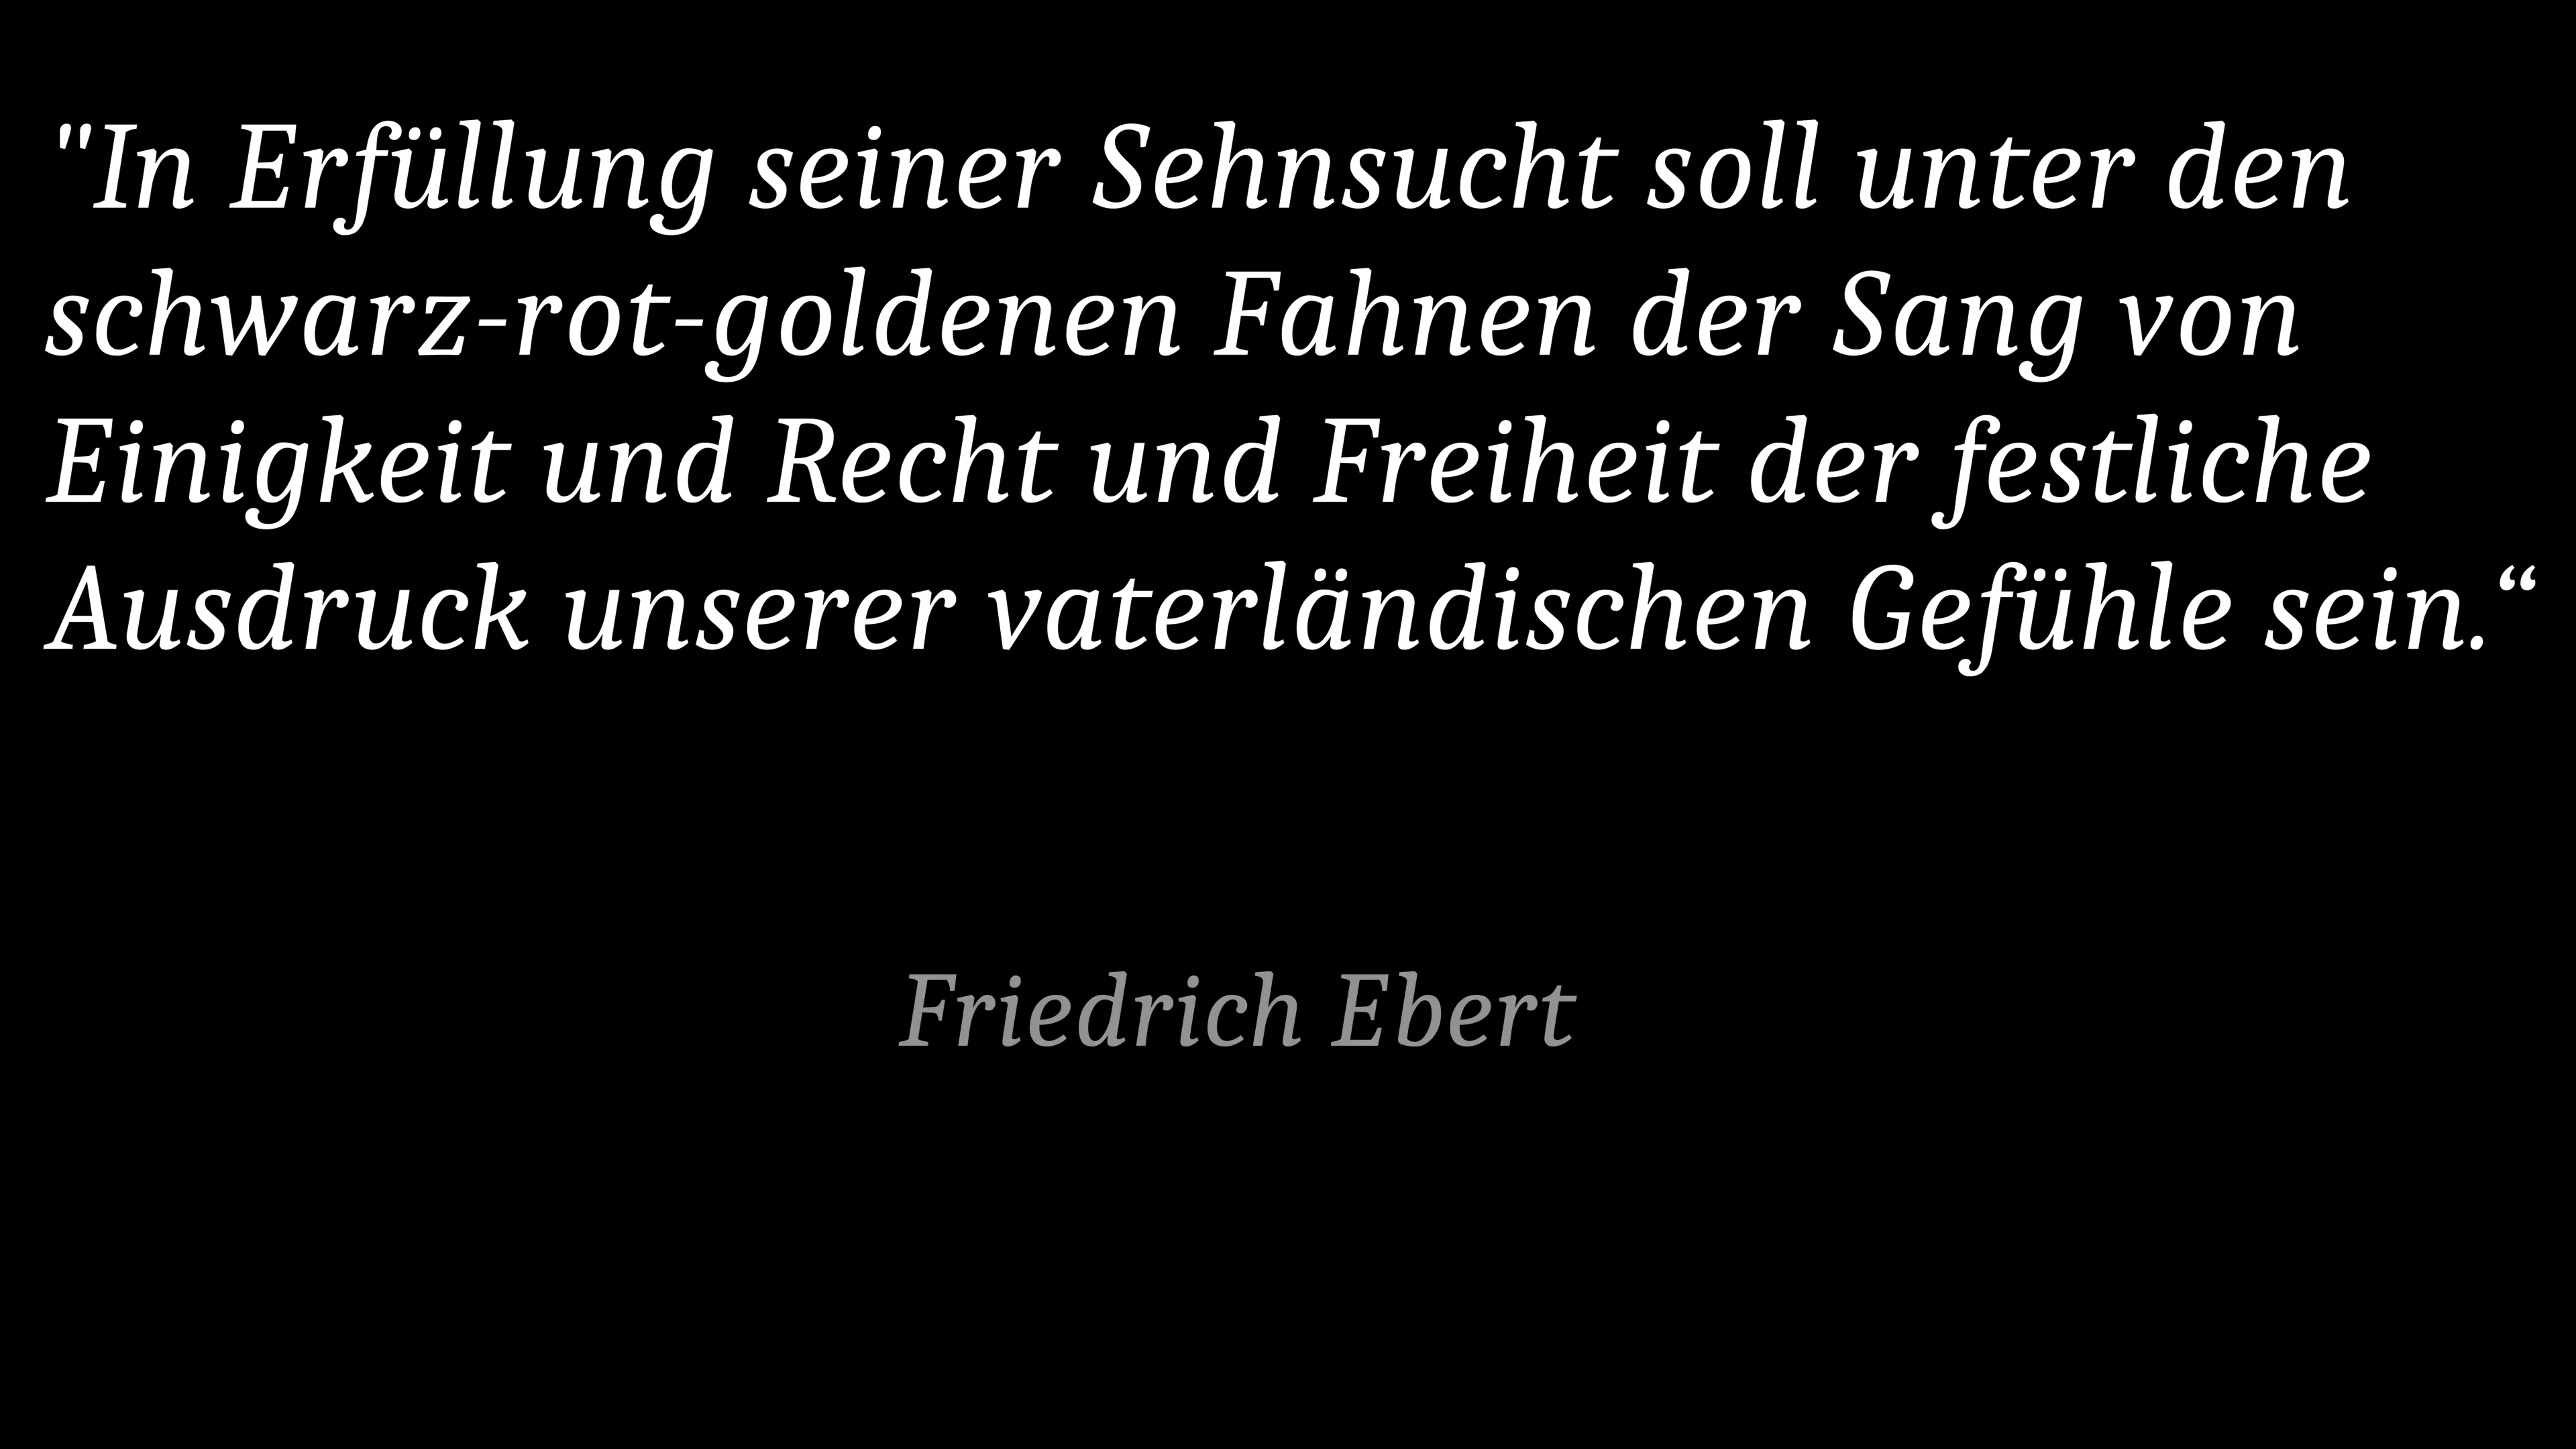 "In Erfüllung seiner Sehnsucht soll unter den
schwarz-rot-goldenen Fahnen der Sang von
Einigkeit und Recht und Freiheit der festliche
Ausdruck unserer vaterländischen Gefühle sein.“
Friedrich Ebert